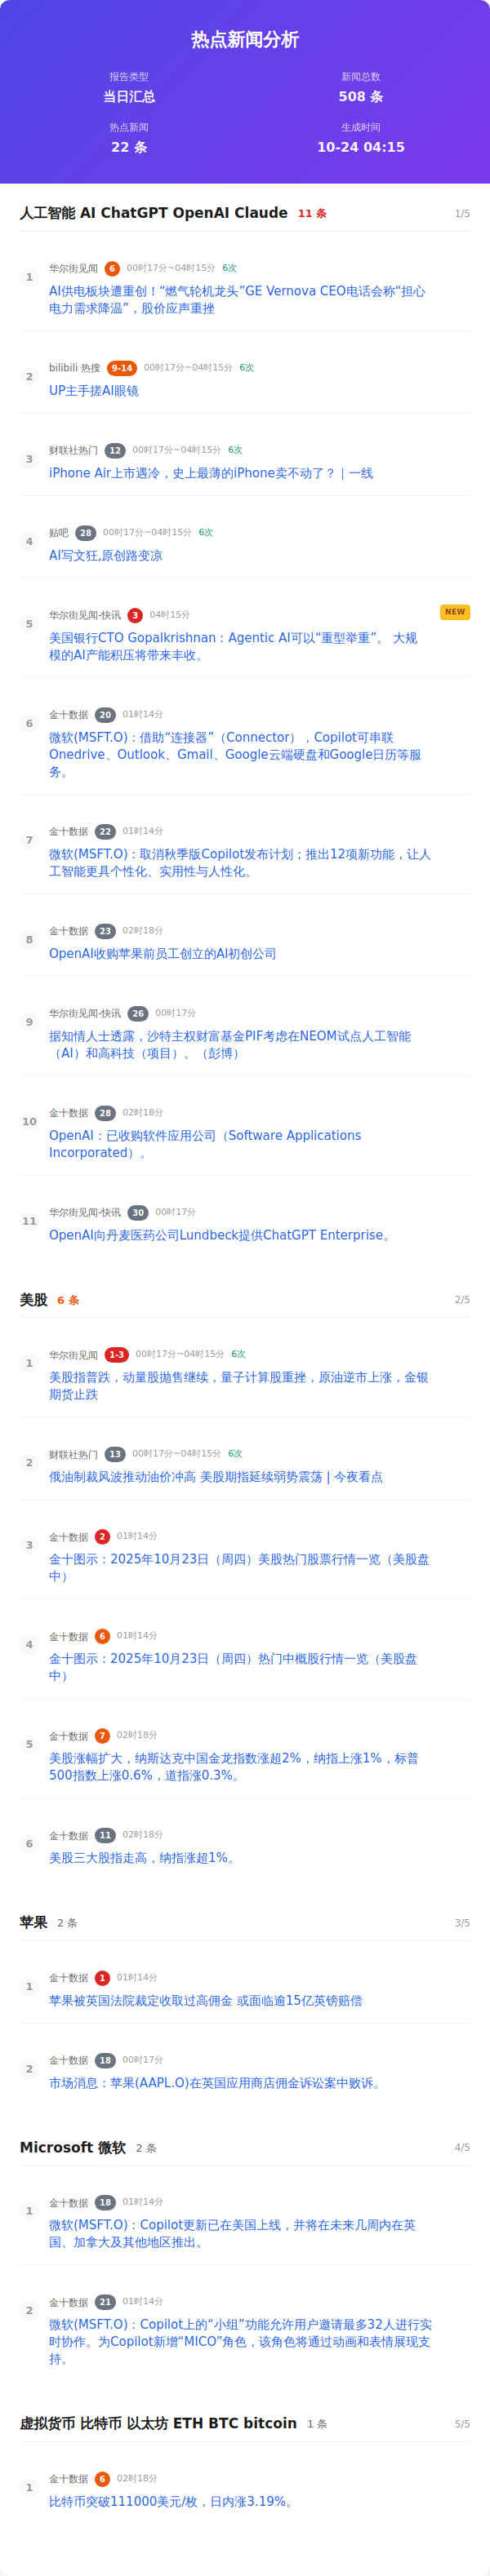 热点新闻分析
报告类型
当日汇总
新闻总数
508 条
热点新闻
22 条
生成时间
10-24 04:15
人工智能 AI ChatGPT OpenAI Claude 11 条 1/5
1 华尔街见闻 6 00时17分~04时15分 6次
AI供电板块遭重创！“燃气轮机龙头”GE Vernova CEO电话会称“担心
电力需求降温”，股价应声重挫
2 bilibili 热搜 9-14 00时17分~04时15分 6次
UP主手搓AI眼镜
3 财联社热门 12 00时17分~04时15分 6次
iPhone Air上市遇冷，史上最薄的iPhone卖不动了？｜一线
4 贴吧 28 00时17分~04时15分 6次
AI写文狂,原创路变凉
5 华尔街见闻-快讯 3 04时15分 NEW
美国银行CTO Gopalkrishnan：Agentic AI可以“重型举重”。 大规
模的AI产能积压将带来丰收。
6 金十数据 20 01时14分
微软(MSFT.O)：借助“连接器”（Connector），Copilot可串联
Onedrive、Outlook、Gmail、Google云端硬盘和Google日历等服
务。
7 金十数据 22 01时14分
微软(MSFT.O)：取消秋季版Copilot发布计划；推出12项新功能，让人
工智能更具个性化、实用性与人性化。
8 金十数据 23 02时18分
OpenAI收购苹果前员工创立的AI初创公司
9 华尔街见闻-快讯 26 00时17分
据知情人士透露，沙特主权财富基金PIF考虑在NEOM试点人工智能
（AI）和高科技（项目）。（彭博）
10 金十数据 28 02时18分
OpenAI：已收购软件应用公司（Software Applications
Incorporated）。
11 华尔街见闻-快讯 30 00时17分
OpenAI向丹麦医药公司Lundbeck提供ChatGPT Enterprise。
美股 6 条 2/5
1 华尔街见闻 1-3 00时17分~04时15分 6次
美股指普跌，动量股抛售继续，量子计算股重挫，原油逆市上涨，金银
期货止跌
2 财联社热门 13 00时17分~04时15分 6次
俄油制裁风波推动油价冲高 美股期指延续弱势震荡 | 今夜看点
3 金十数据 2 01时14分
金十图示：2025年10月23日（周四）美股热门股票行情一览（美股盘
中）
4 金十数据 6 01时14分
金十图示：2025年10月23日（周四）热门中概股行情一览（美股盘
中）
5 金十数据 7 02时18分
美股涨幅扩大，纳斯达克中国金龙指数涨超2%，纳指上涨1%，标普
500指数上涨0.6%，道指涨0.3%。
6 金十数据 11 02时18分
美股三大股指走高，纳指涨超1%。
苹果 2 条 3/5
1 金十数据 1 01时14分
苹果被英国法院裁定收取过高佣金 或面临逾15亿英镑赔偿
2 金十数据 18 00时17分
市场消息：苹果(AAPL.O)在英国应用商店佣金诉讼案中败诉。
Microsoft 微软 2 条 4/5
1 金十数据 18 01时14分
微软(MSFT.O)：Copilot更新已在美国上线，并将在未来几周内在英
国、加拿大及其他地区推出。
2 金十数据 21 01时14分
微软(MSFT.O)：Copilot上的“小组”功能允许用户邀请最多32人进行实
时协作。为Copilot新增“MICO”角色，该角色将通过动画和表情展现支
持。
虚拟货币 比特币 以太坊 ETH BTC bitcoin 1 条 5/5
1 金十数据 6 02时18分
比特币突破111000美元/枚，日内涨3.19%。